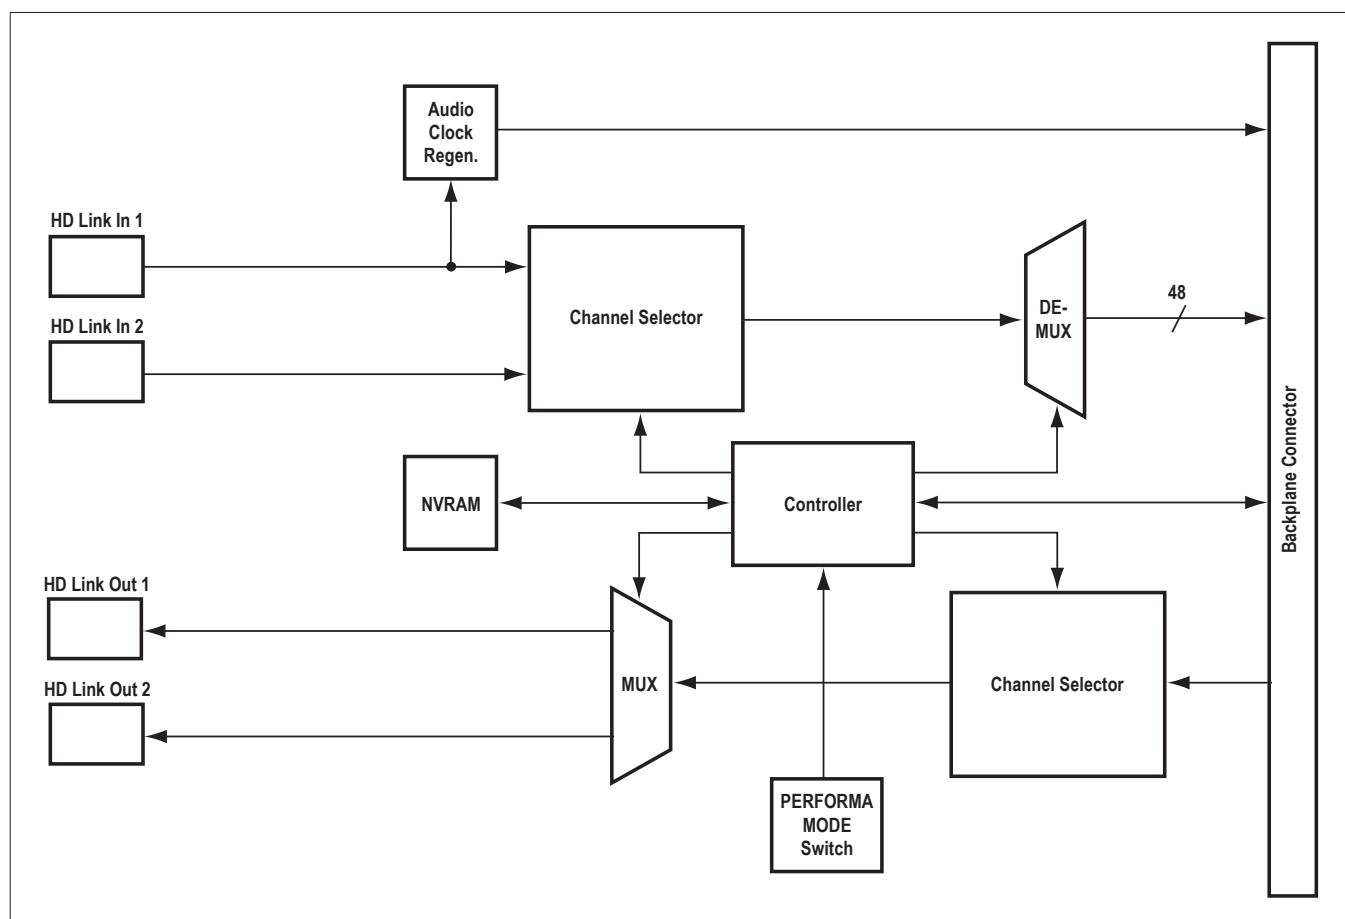 Audio
Clock
Regen.
HD Link In 1
HD Link In 2
Channel Selector
DE-
MUX
48
Backplane Connector
NVRAM
Controller
HD Link Out 1
HD Link Out 2
MUX
Channel Selector
PERFORMA
MODE
Switch